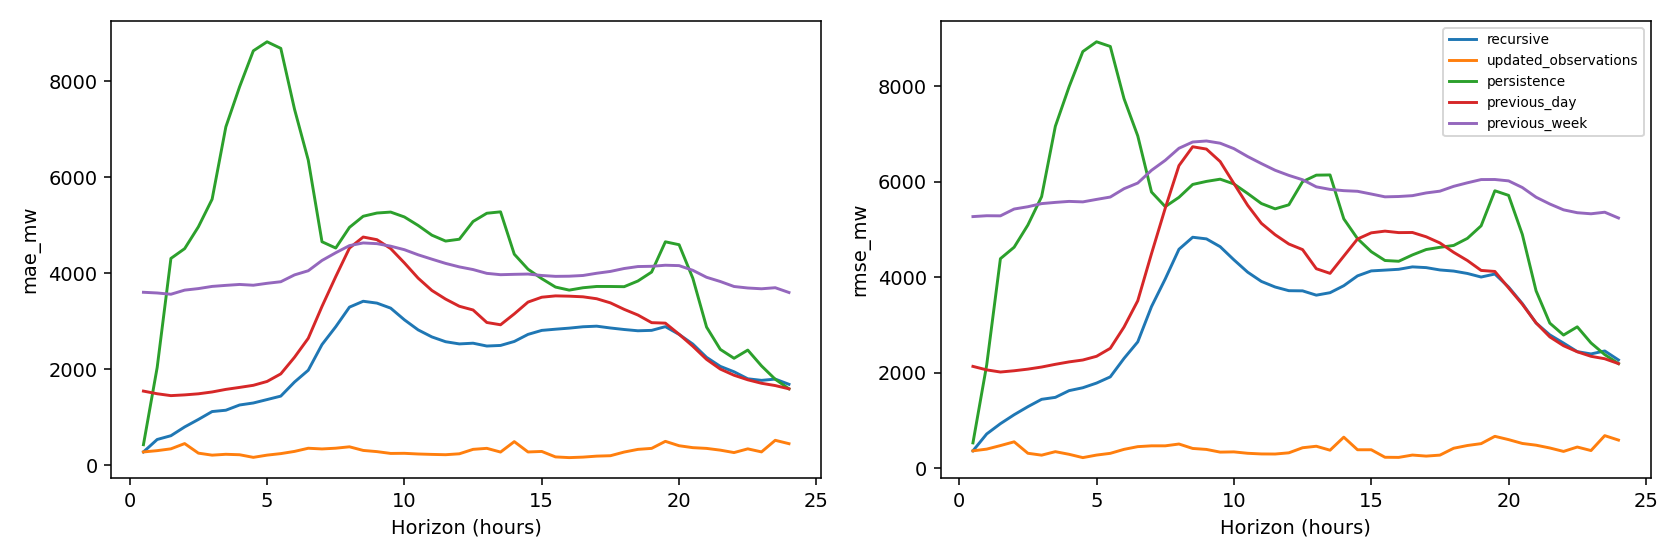 8000
6000
4000
2000
0
mae_mw
0
5
10
15
20
25
Horizon (hours)
8000
6000
4000
2000
0
rmse_mw
0
5
10
15
20
25
Horizon (hours)
recursive
updated_observations
persistence
previous_day
previous_week